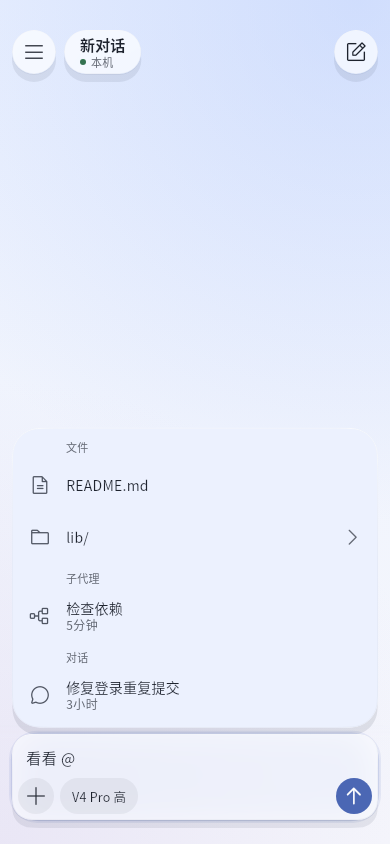 新对话
本机
文件
README.md
lib/
子代理
检查依赖
5分钟
对话
修复登录重复提交
3小时
看看 @
V4 Pro 高